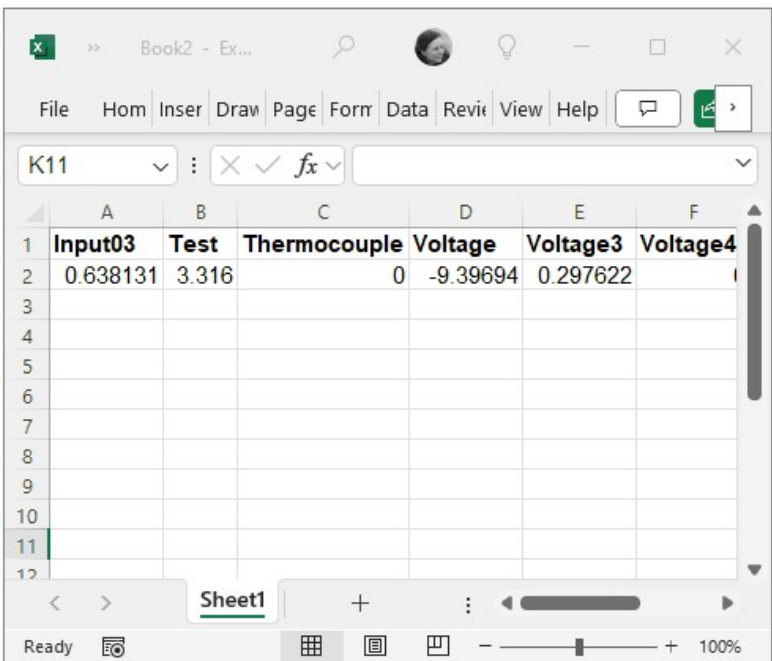 Book2 - Ex...
File Hom Inser Draw Page Form Data Revie View Help
K11 fx
A B C D E F
1 Input03 Test Thermocouple Voltage Voltage3 Voltage4
2 0.638131 3.316 0 -9.39694 0.297622
3
4
5
6
7
8
9
10
11
12
Sheet1
Ready 100%